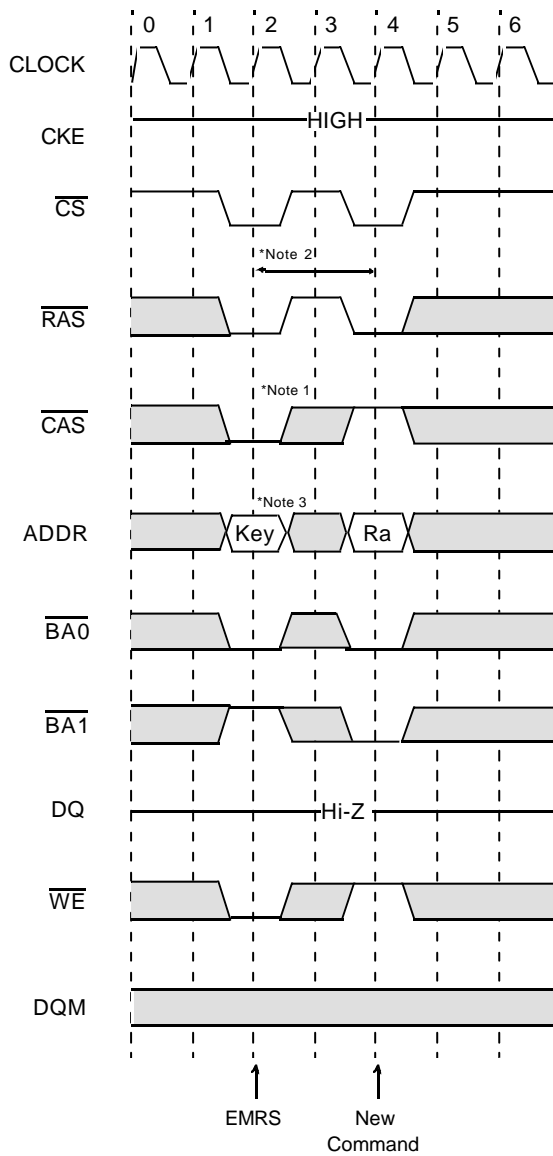 0 1 2 3 4 5 6
CLOCK
CKE HIGH
CS
*Note 2
RAS
*Note 1
CAS
*Note 3
ADDR Key Ra
BA0
BA1
DQ Hi-Z
WE
DQM
EMRS New
Command